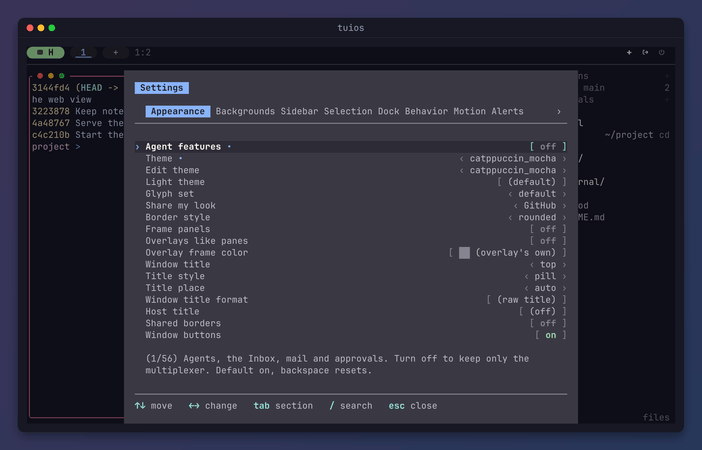 tuios
H 1 + 1:2 +
3144fd4 (HEAD ->
he web view
3223878 Keep note
4a48767 Serve the
c4c210b Start the
project >
Settings
Appearance Backgrounds Sidebar Selection Dock Behavior Motion Alerts ›
› Agent features • [ off ]
Theme • ‹ catppuccin_mocha ›
Edit theme ‹ catppuccin_mocha ›
Light theme [ (default) ]
Glyph set ‹ default ›
Share my look ‹ GitHub ›
Border style ‹ rounded ›
Frame panels [ off ]
Overlays like panes [ off ]
Overlay frame color [ (overlay's own) ]
Window title ‹ top ›
Title style ‹ pill ›
Title place ‹ auto ›
Window title format [ (raw title) ]
Host title [ (off) ]
Shared borders [ off ]
Window buttons [ on ]
(1/56) Agents, the Inbox, mail and approvals. Turn off to keep only the
multiplexer. Default on, backspace resets.
↑↓ move ↔ change tab section / search esc close
ns
main 2
als
l
~/project cd
/
rnal/
od
ME.md
files